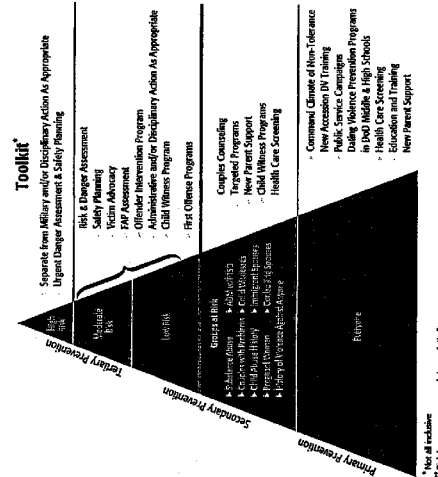 Toolkit*
Separate from Military and/or Disciplinary Action As Appropriate
Urgent Danger Assessment & Safety Planning
Risk & Danger Assessment
Safety Planning
Victim Advocacy
FAP Assessment
Offender Intervention Program
Administrative and/or Disciplinary Action As Appropriate
Child Witness Program
First Offense Programs
Couples Counseling
Targeted Programs
New Parent Support
Child Witness Programs
Health Care Screening
Command Climate of Non-Tolerance
New Accession DV Training
Public Service Campaigns
Dating Violence Prevention Programs
in DoD Middle & High Schools
Health Care Screening
Education and Training
New Parent Support
High
Risk
Moderate
Risk
Low Risk
Groups at Risk
Substance Abuse
Couples with Problems
Child Abuse History
Pregnant Women
History of Violence Against Anyone
Child Witnesses
Immigrant Spouses
Spouses
Everyone
Tertiary Prevention
Secondary Prevention
Primary Prevention
* Not all inclusive